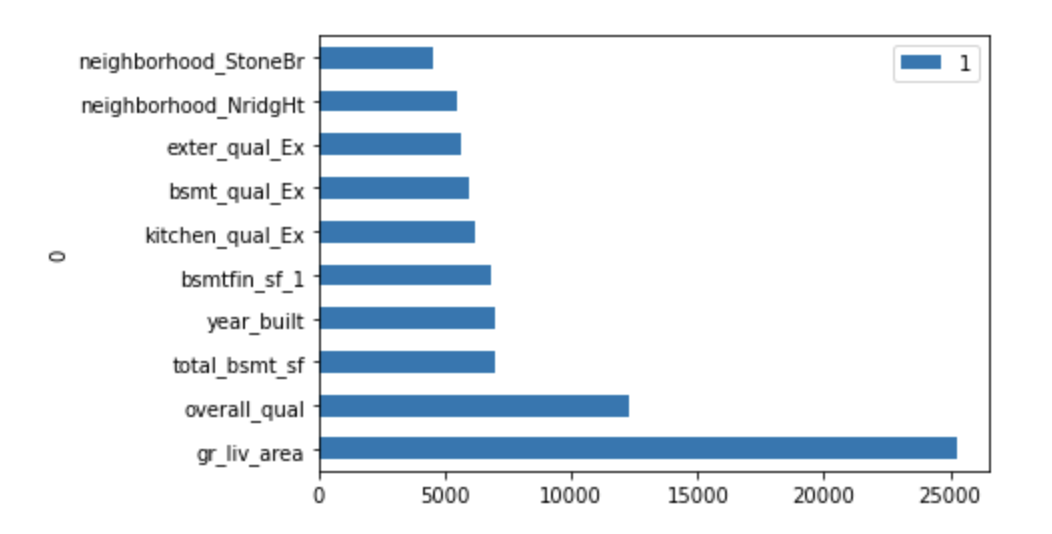 neighborhood_StoneBr
neighborhood_NridgHt
exter_qual_Ex
bsmt_qual_Ex
kitchen_qual_Ex
bsmtfin_sf_1
year_built
total_bsmt_sf
overall_qual
gr_liv_area
0
1
0 5000 10000 15000 20000 25000